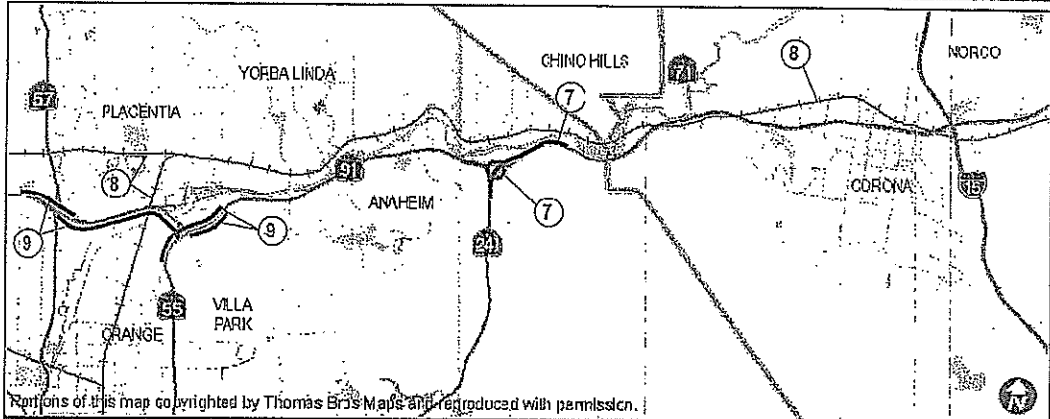 CHINO HILLS
NORCO
8
71
YORBA LINDA
7
57
PLACENTIA
91
8
ANAHEIM
CORONA
15
7
9
9
241
55
VILLA
PARK
ORANGE
Portions of this map copyrighted by Thomas Bros Maps and reproduced with permission.
N